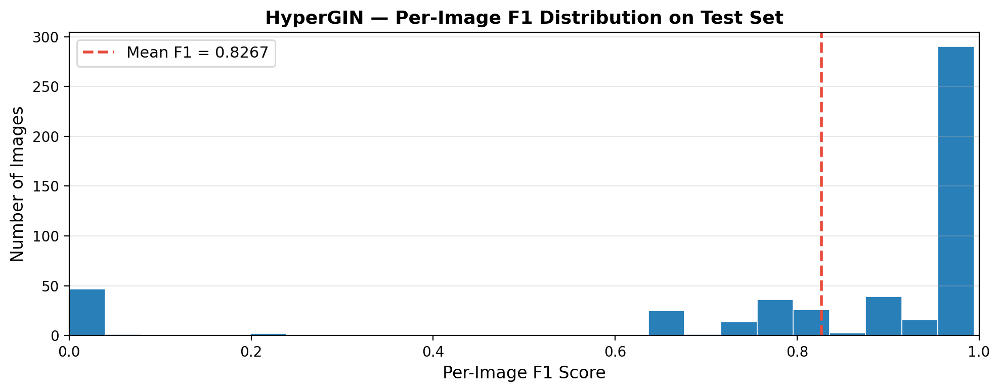 HyperGIN — Per-Image F1 Distribution on Test Set
Mean F1 = 0.8267
Number of Images
300
250
200
150
100
50
0
0.0 0.2 0.4 0.6 0.8 1.0
Per-Image F1 Score